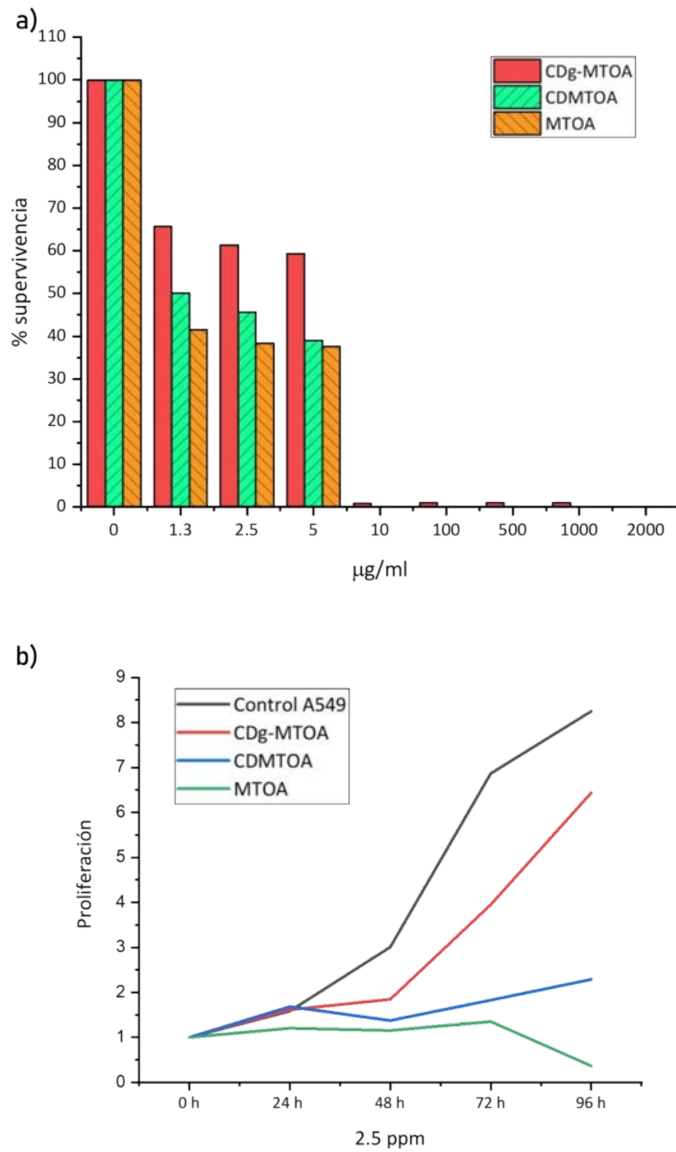 a)
110
100
90
80
70
60
50
40
30
20
10
0
% supervivencia
CDg-MTOA
CDMTOA
MTOA
0 1.3 2.5 5 10 100 500 1000 2000
µg/ml
b)
9
8
7
6
5
4
3
2
1
0
Proliferación
Control A549
CDg-MTOA
CDMTOA
MTOA
0 h 24 h 48 h 72 h 96 h
2.5 ppm